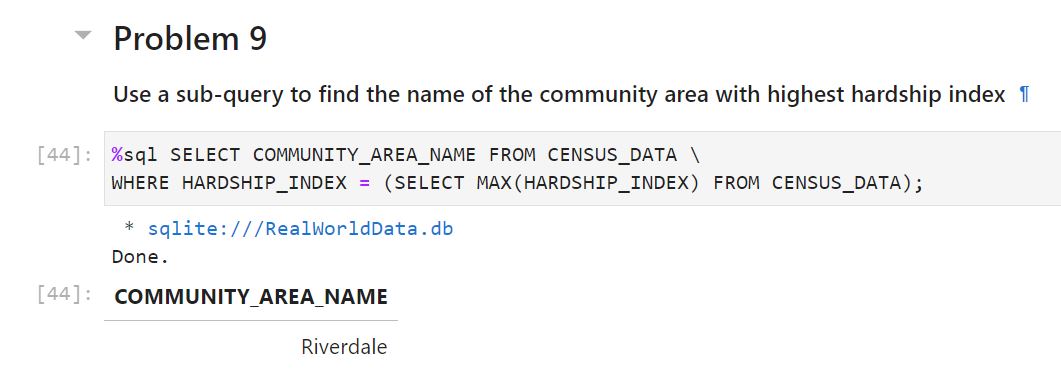 Problem 9
Use a sub-query to find the name of the community area with highest hardship index ¶
[44]: %sql SELECT COMMUNITY_AREA_NAME FROM CENSUS_DATA \
WHERE HARDSHIP_INDEX = (SELECT MAX(HARDSHIP_INDEX) FROM CENSUS_DATA);
* sqlite:///RealWorldData.db
Done.
[44]: COMMUNITY_AREA_NAME
Riverdale